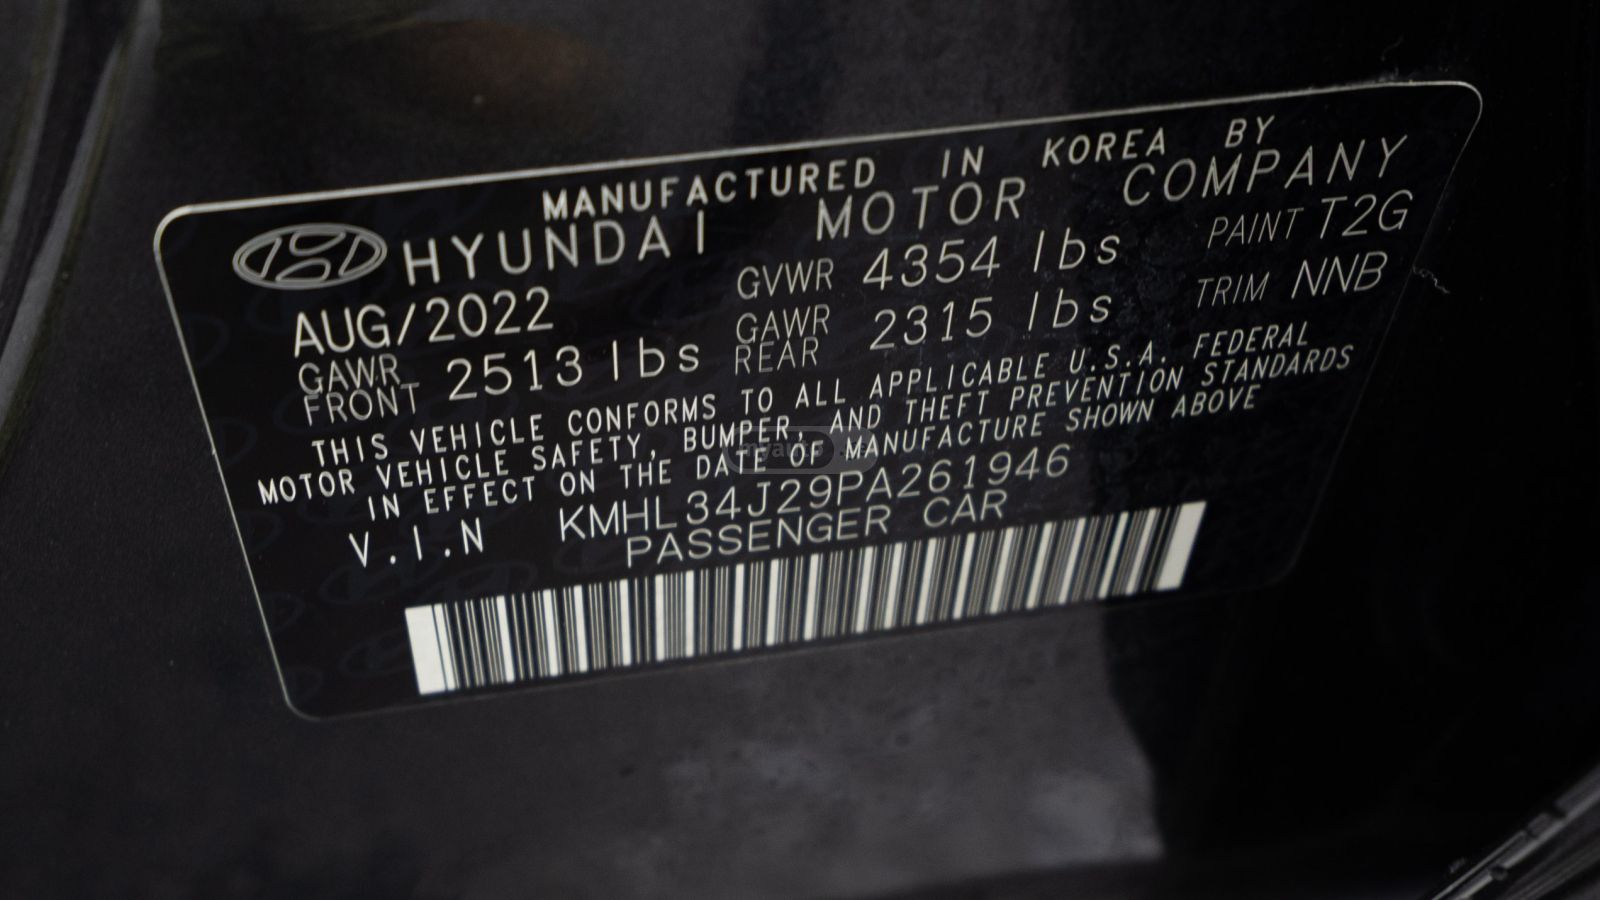 MANUFACTURED IN KOREA BY
HYUNDAI MOTOR COMPANY
AUG/2022 GVWR 4354 lbs PAINT T2G
GAWR FRONT 2513 lbs GAWR REAR 2315 lbs TRIM NNB
THIS VEHICLE CONFORMS TO ALL APPLICABLE U.S.A. FEDERAL
MOTOR VEHICLE SAFETY, BUMPER, AND THEFT PREVENTION STANDARDS
IN EFFECT ON THE DATE OF MANUFACTURE SHOWN ABOVE
V.I.N KMHL34J29PA261946
PASSENGER CAR
myauto